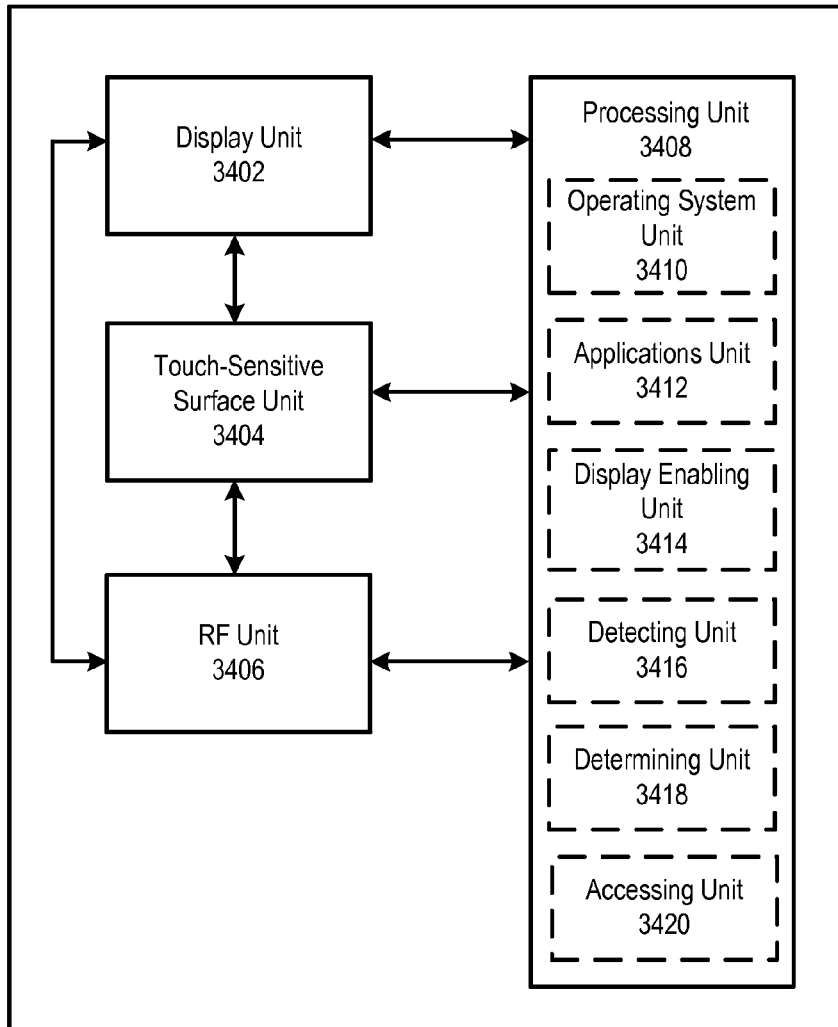 Display Unit
3402
Touch-Sensitive
Surface Unit
3404
RF Unit
3406
Processing Unit
3408
Operating System
Unit
3410
Applications Unit
3412
Display Enabling
Unit
3414
Detecting Unit
3416
Determining Unit
3418
Accessing Unit
3420